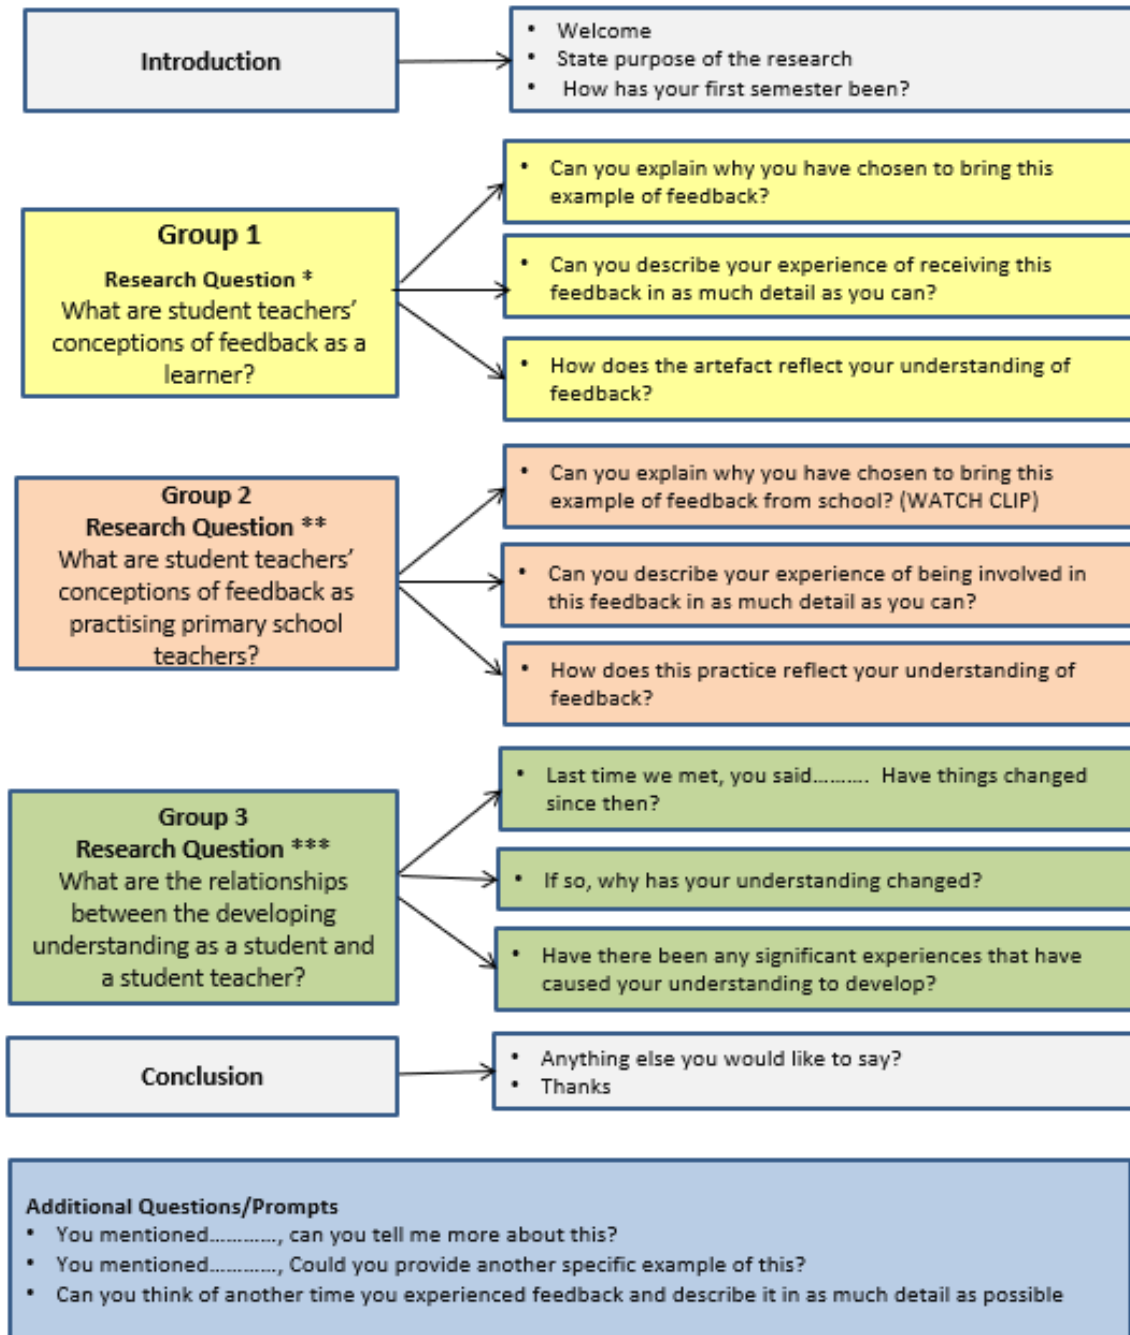 Introduction
• Welcome
• State purpose of the research
• How has your first semester been?
Group 1
Research Question *
What are student teachers’
conceptions of feedback as a
learner?
• Can you explain why you have chosen to bring this
example of feedback?
• Can you describe your experience of receiving this
feedback in as much detail as you can?
• How does the artefact reflect your understanding of
feedback?
Group 2
Research Question **
What are student teachers’
conceptions of feedback as
practising primary school
teachers?
• Can you explain why you have chosen to bring this
example of feedback from school? (WATCH CLIP)
• Can you describe your experience of being involved in
this feedback in as much detail as you can?
• How does this practice reflect your understanding of
feedback?
Group 3
Research Question ***
What are the relationships
between the developing
understanding as a student and
a student teacher?
• Last time we met, you said………. Have things changed
since then?
• If so, why has your understanding changed?
• Have there been any significant experiences that have
caused your understanding to develop?
Conclusion
• Anything else you would like to say?
• Thanks
Additional Questions/Prompts
• You mentioned…………, can you tell me more about this?
• You mentioned…………, Could you provide another specific example of this?
• Can you think of another time you experienced feedback and describe it in as much detail as possible